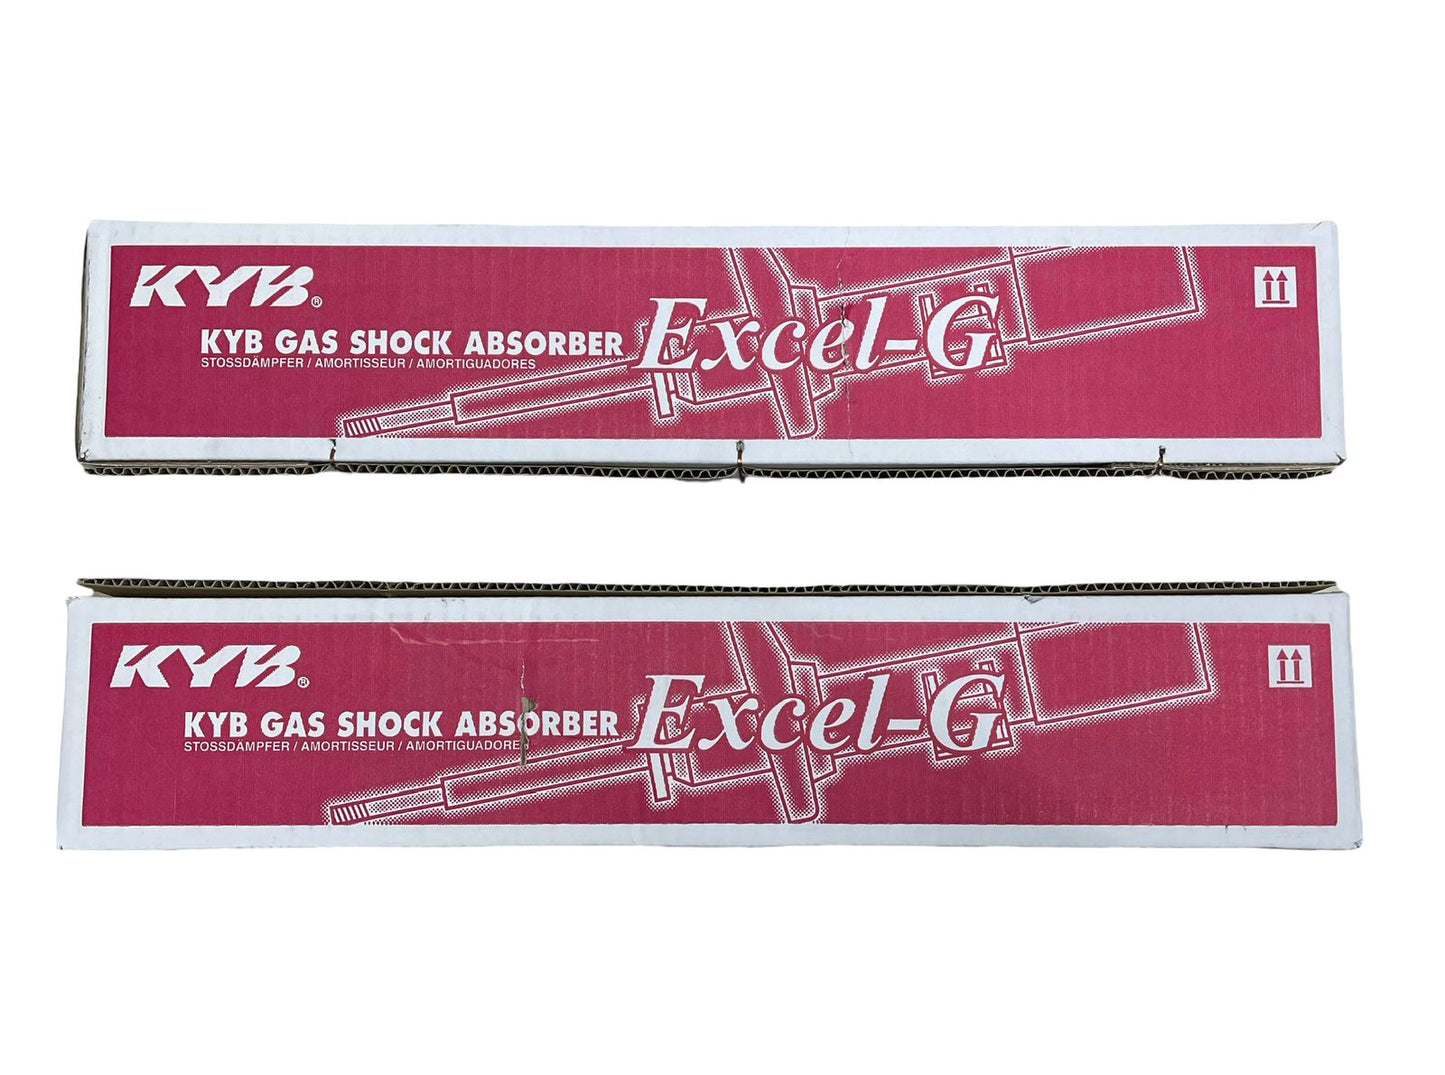 KYB®
KYB GAS SHOCK ABSORBER Excel-G
STOSSDÄMPFER / AMORTISSEUR / AMORTIGUADORES
KYB®
KYB GAS SHOCK ABSORBER Excel-G
STOSSDÄMPFER / AMORTISSEUR / AMORTIGUADORES